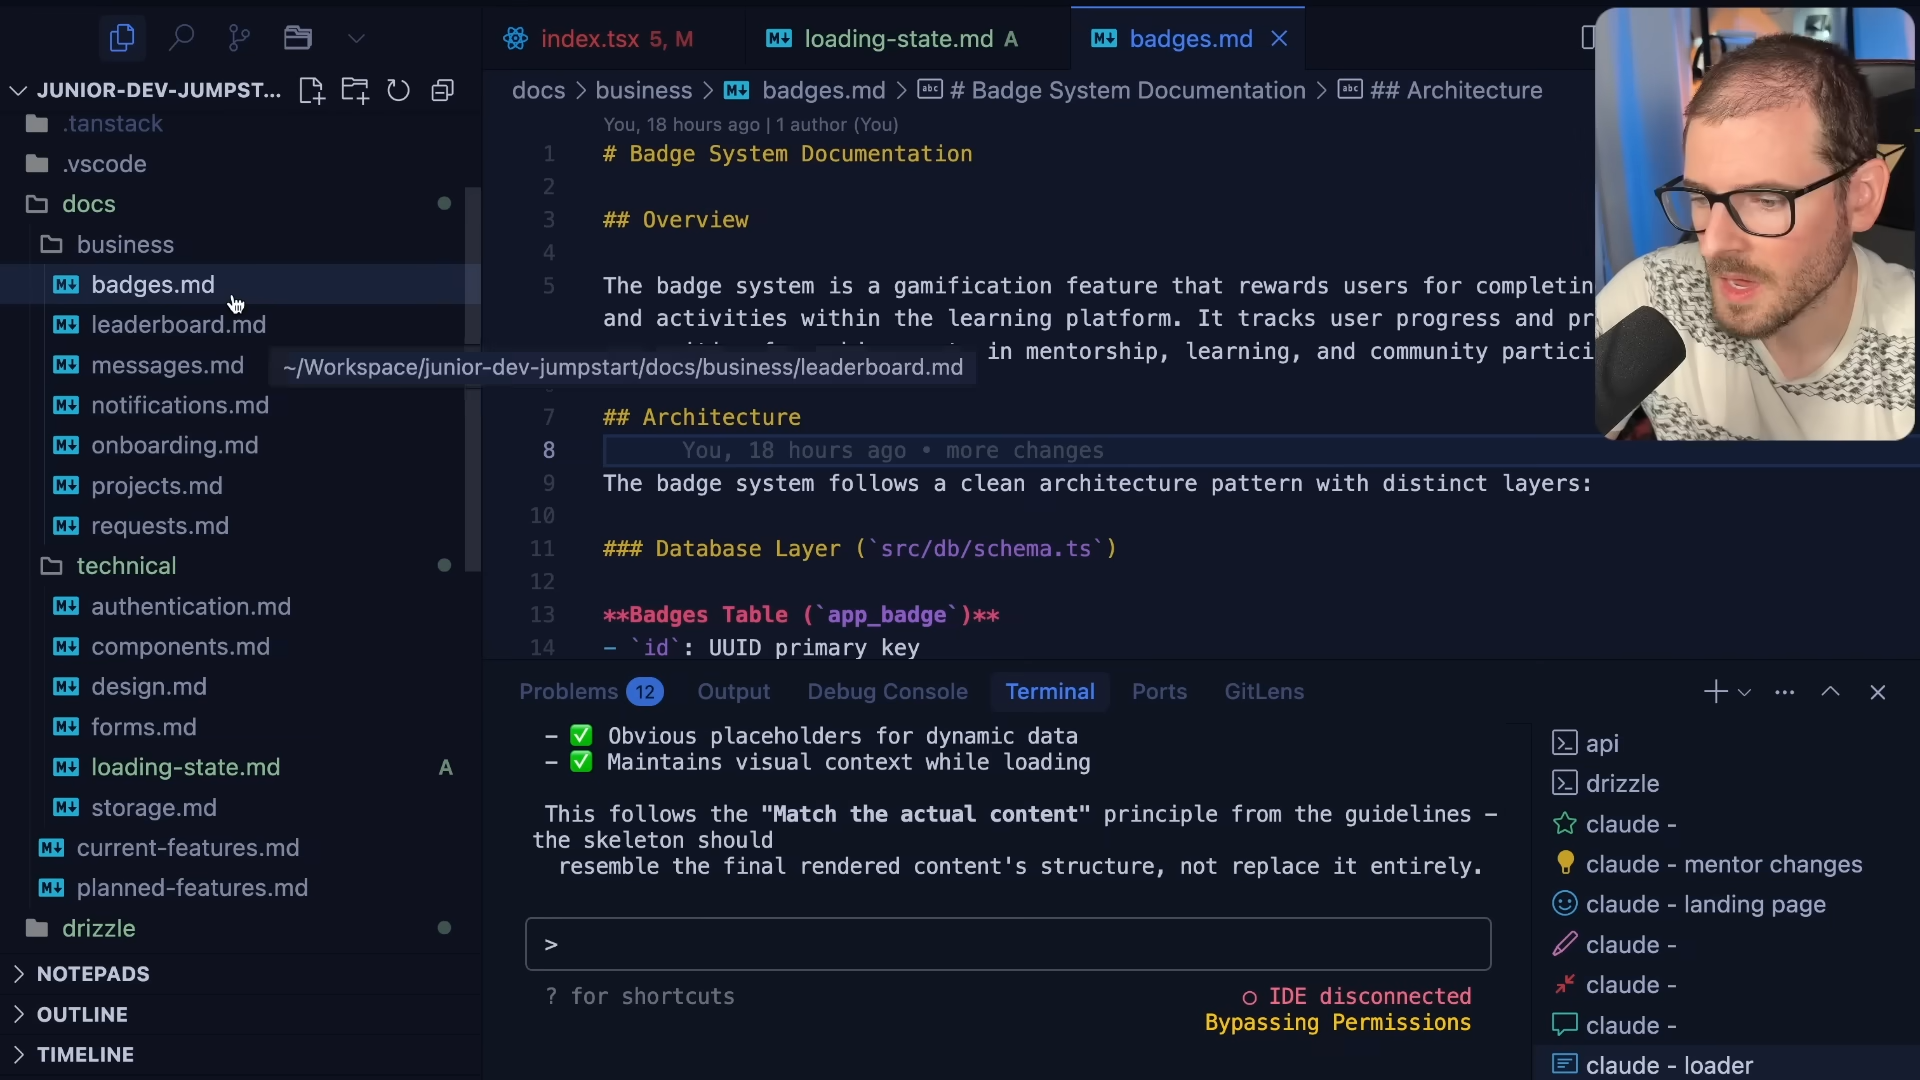 JUNIOR-DEV-JUMPST...
.tanstack
.vscode
docs
business
badges.md
leaderboard.md
messages.md
notifications.md
onboarding.md
projects.md
requests.md
technical
authentication.md
components.md
design.md
forms.md
loading-state.md A
storage.md
current-features.md
planned-features.md
drizzle
NOTEPADS
OUTLINE
TIMELINE
index.tsx 5, M
loading-state.md A
badges.md
docs > business > badges.md > # Badge System Documentation > ## Architecture
You, 18 hours ago | 1 author (You)
1 # Badge System Documentation
2
3 ## Overview
4
5 The badge system is a gamification feature that rewards users for completin
and activities within the learning platform. It tracks user progress and pr
in mentorship, learning, and community partici
~/Workspace/junior-dev-jumpstart/docs/business/leaderboard.md
7 ## Architecture
8 You, 18 hours ago • more changes
9 The badge system follows a clean architecture pattern with distinct layers:
10
11 ### Database Layer (`src/db/schema.ts`)
12
13 **Badges Table (`app_badge`)**
14 - `id`: UUID primary key
Problems 12 Output Debug Console Terminal Ports GitLens
- ✅ Obvious placeholders for dynamic data
- ✅ Maintains visual context while loading
This follows the "Match the actual content" principle from the guidelines -
the skeleton should
resemble the final rendered content's structure, not replace it entirely.
>
? for shortcuts
IDE disconnected
Bypassing Permissions
api
drizzle
claude -
claude - mentor changes
claude - landing page
claude -
claude -
claude -
claude - loader